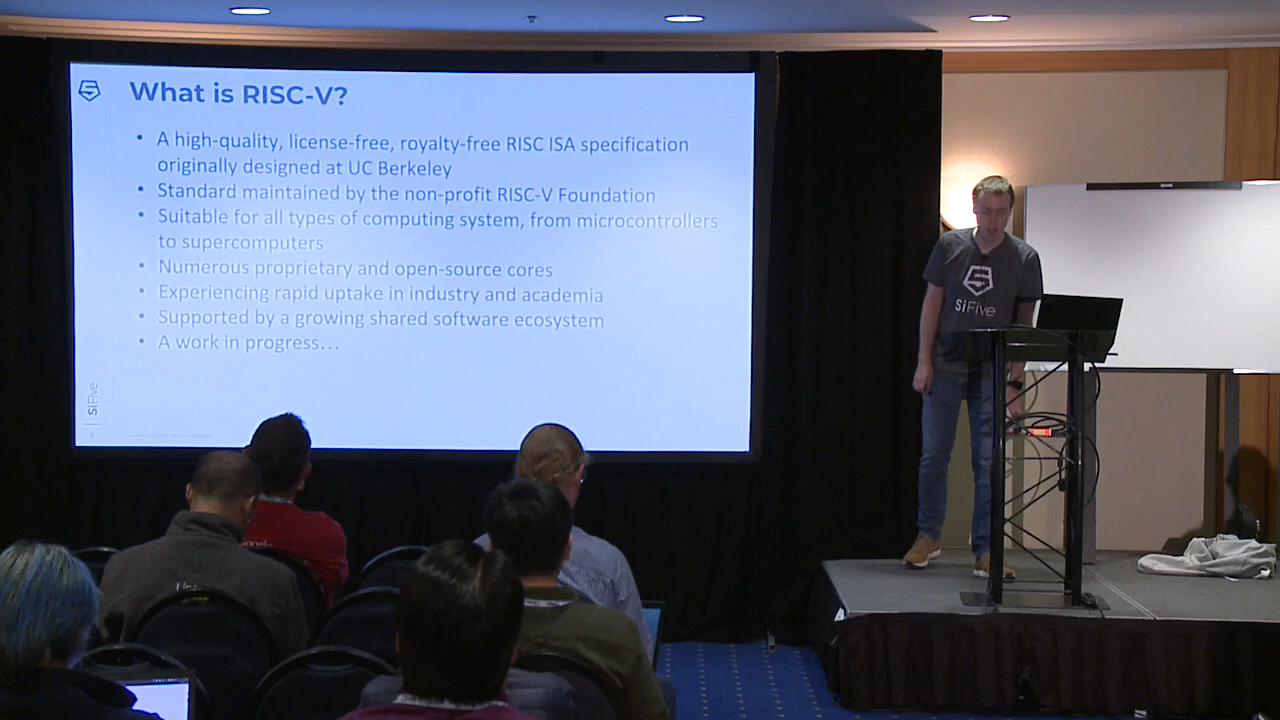 What is RISC-V?
• A high-quality, license-free, royalty-free RISC ISA specification
originally designed at UC Berkeley
• Standard maintained by the non-profit RISC-V Foundation
• Suitable for all types of computing system, from microcontrollers
to supercomputers
• Numerous proprietary and open-source cores
• Experiencing rapid uptake in industry and academia
• Supported by a growing shared software ecosystem
• A work in progress…
SiFive
SiFive